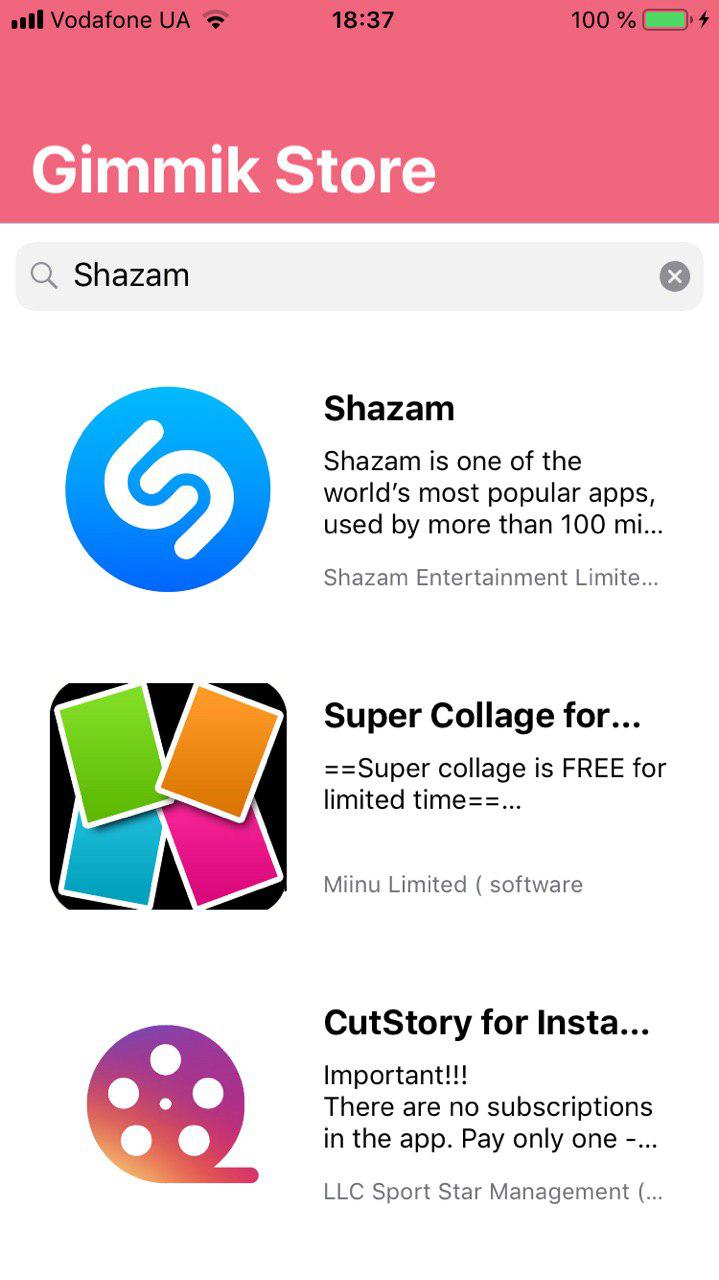 Vodafone UA 18:37 100 %
Gimmik Store
Shazam
Shazam
Shazam is one of the
world’s most popular apps,
used by more than 100 mi...
Shazam Entertainment Limite...
Super Collage for...
==Super collage is FREE for
limited time==...
Miinu Limited ( software
CutStory for Insta...
Important!!!
There are no subscriptions
in the app. Pay only one -...
LLC Sport Star Management (...